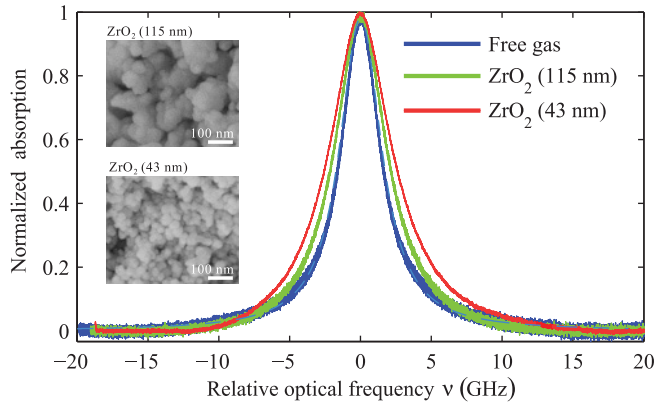 ZrO2 (115 nm)
100 nm
ZrO2 (43 nm)
100 nm
Free gas
ZrO2 (115 nm)
ZrO2 (43 nm)
Normalized absorption
1
0.8
0.6
0.4
0.2
0
−20 −15 −10 −5 0 5 10 15 20
Relative optical frequency ν (GHz)